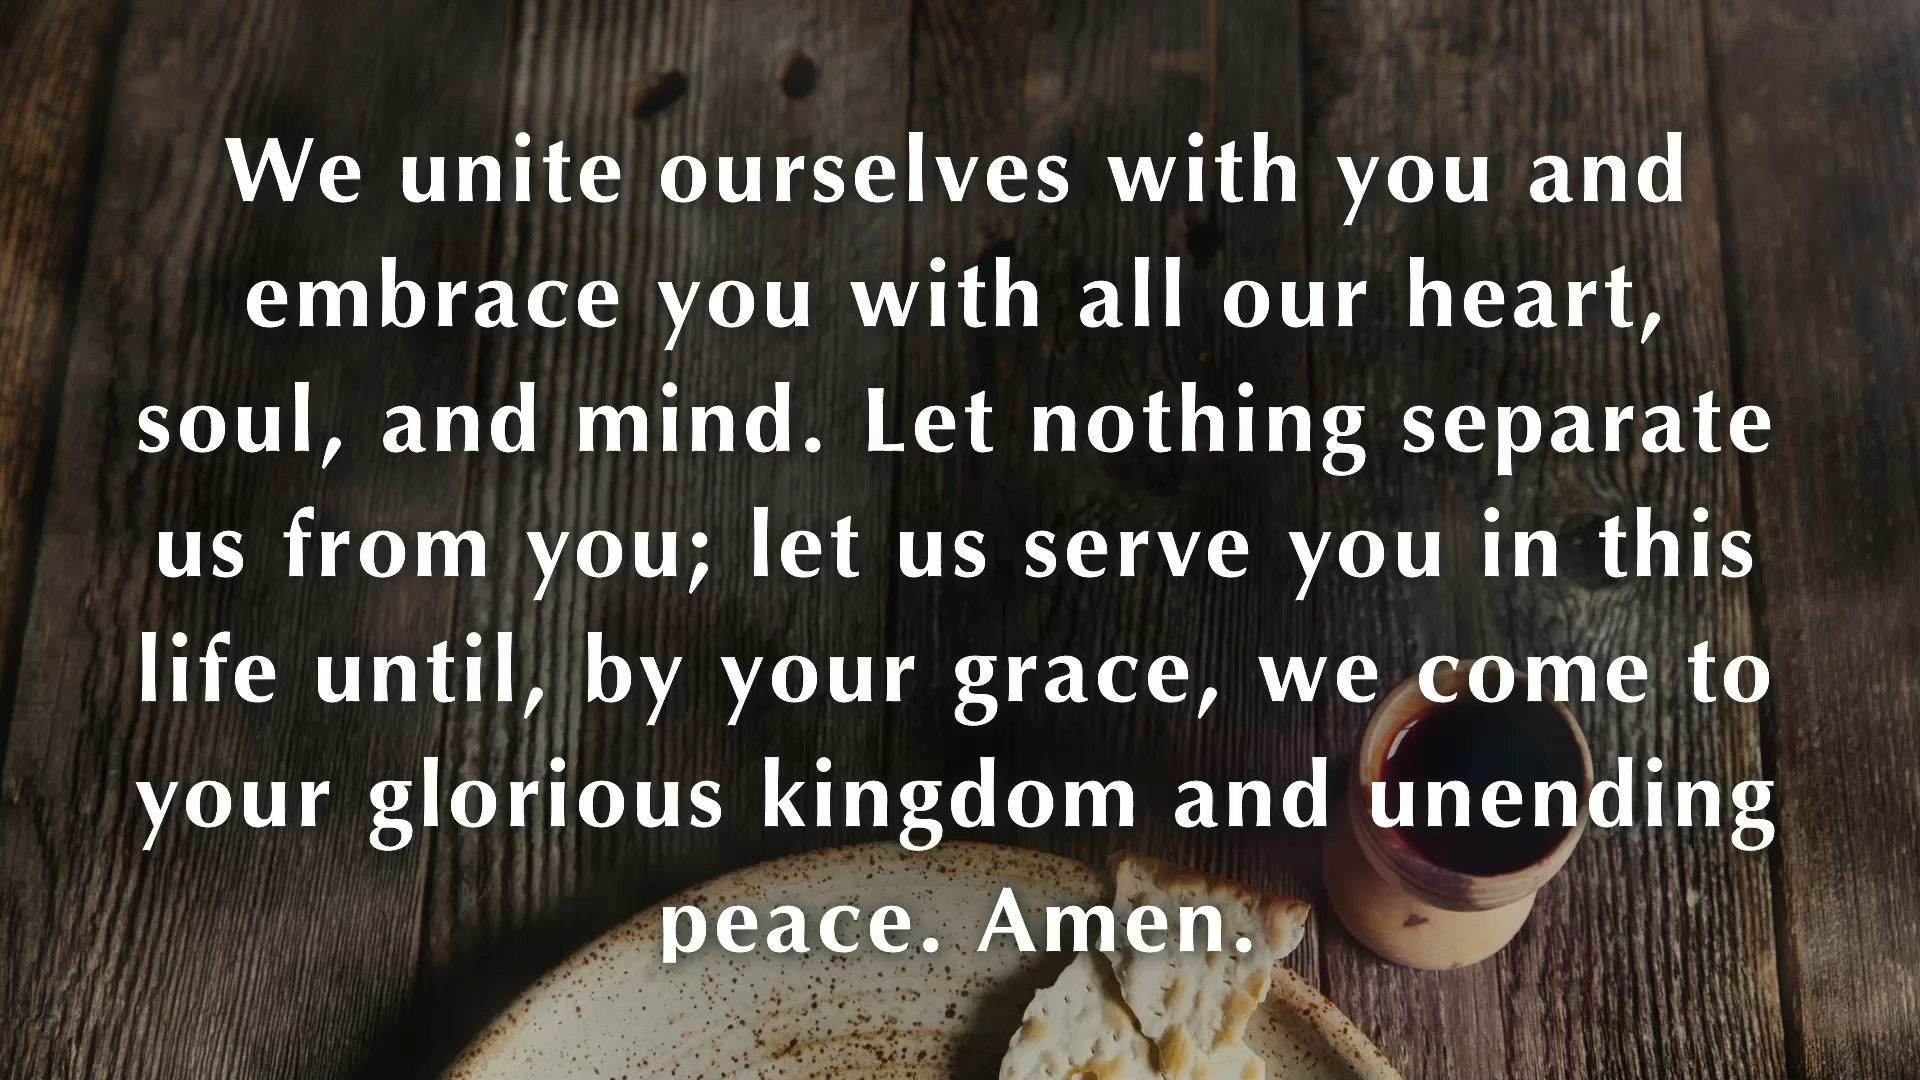 We unite ourselves with you and
embrace you with all our heart,
soul, and mind. Let nothing separate
us from you; let us serve you in this
life until, by your grace, we come to
your glorious kingdom and unending
peace. Amen.